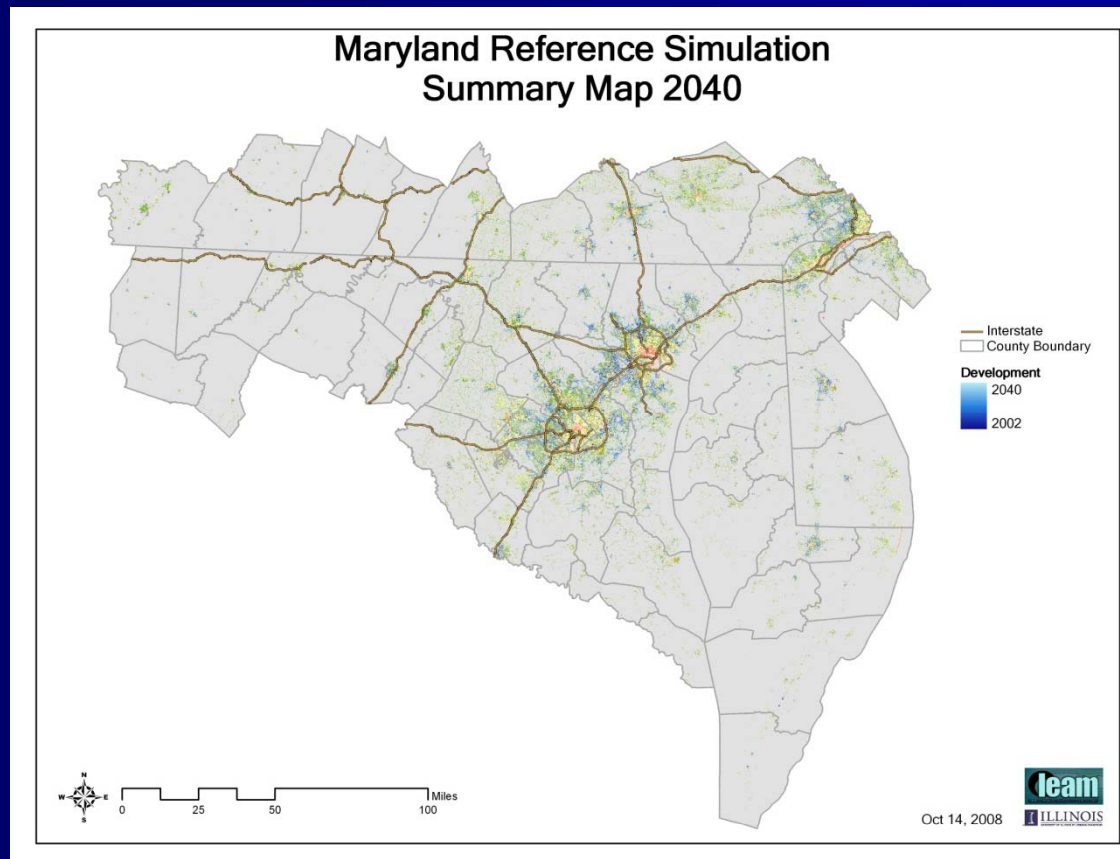 Maryland Reference Simulation
Summary Map 2040
Interstate
County Boundary
Development
2040
2002
N
W E
S
0 25 50 100
Miles
Oct 14, 2008
leam
ILLINOIS